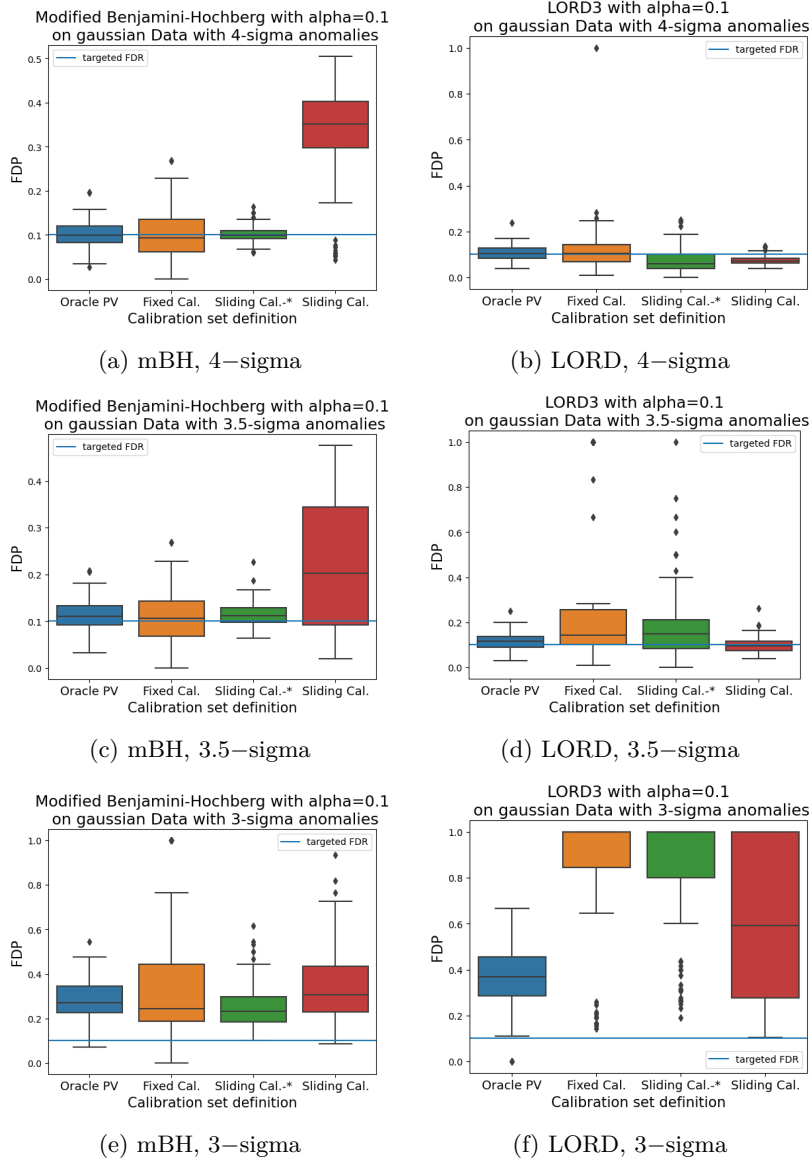 Modified Benjamini-Hochberg with alpha=0.1
on gaussian Data with 4-sigma anomalies
targeted FDR
0.5
0.4
0.3
0.2
0.1
0.0
FDP
Oracle PV Fixed Cal. Sliding Cal.-* Sliding Cal.
Calibration set definition
(a) mBH, 4−sigma
LORD3 with alpha=0.1
on gaussian Data with 4-sigma anomalies
targeted FDR
1.0
0.8
0.6
0.4
0.2
0.0
FDP
Oracle PV Fixed Cal. Sliding Cal.-* Sliding Cal.
Calibration set definition
(b) LORD, 4−sigma
Modified Benjamini-Hochberg with alpha=0.1
on gaussian Data with 3.5-sigma anomalies
targeted FDR
0.4
0.3
0.2
0.1
0.0
FDP
Oracle PV Fixed Cal. Sliding Cal.-* Sliding Cal.
Calibration set definition
(c) mBH, 3.5−sigma
LORD3 with alpha=0.1
on gaussian Data with 3.5-sigma anomalies
targeted FDR
1.0
0.8
0.6
0.4
0.2
0.0
FDP
Oracle PV Fixed Cal. Sliding Cal.-* Sliding Cal.
Calibration set definition
(d) LORD, 3.5−sigma
Modified Benjamini-Hochberg with alpha=0.1
on gaussian Data with 3-sigma anomalies
targeted FDR
1.0
0.8
0.6
0.4
0.2
0.0
FDP
Oracle PV Fixed Cal. Sliding Cal.-* Sliding Cal.
Calibration set definition
(e) mBH, 3−sigma
LORD3 with alpha=0.1
on gaussian Data with 3-sigma anomalies
1.0
0.8
0.6
0.4
0.2
0.0
FDP
targeted FDR
Oracle PV Fixed Cal. Sliding Cal.-* Sliding Cal.
Calibration set definition
(f) LORD, 3−sigma